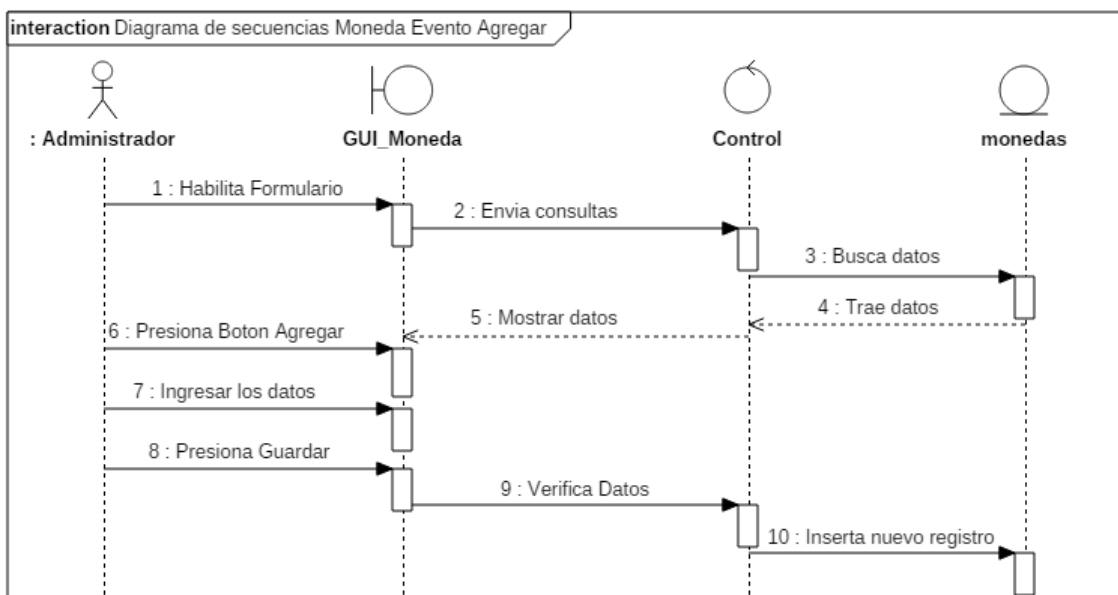 interaction Diagrama de secuencias Moneda Evento Agregar
: Administrador
GUI_Moneda
Control
monedas
1 : Habilita Formulario
2 : Envia consultas
3 : Busca datos
4 : Trae datos
5 : Mostrar datos
6 : Presiona Boton Agregar
7 : Ingresar los datos
8 : Presiona Guardar
9 : Verifica Datos
10 : Inserta nuevo registro